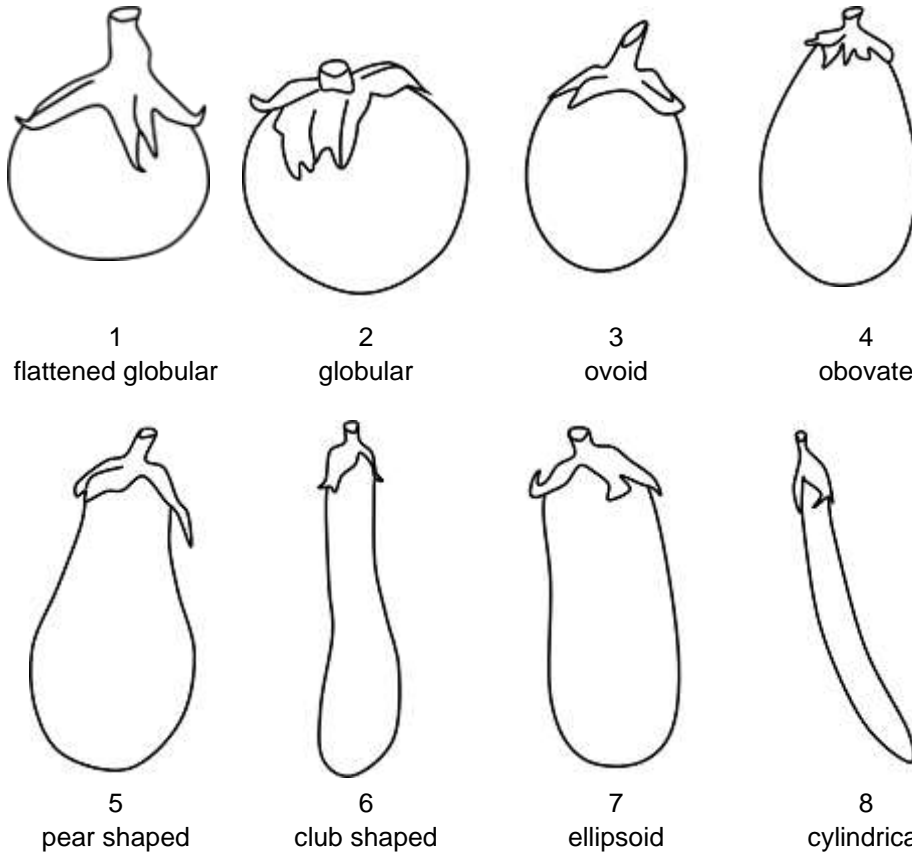 1 2 3 4
flattened globular globular ovoid obovate
5 6 7 8
pear shaped club shaped ellipsoid cylindrica